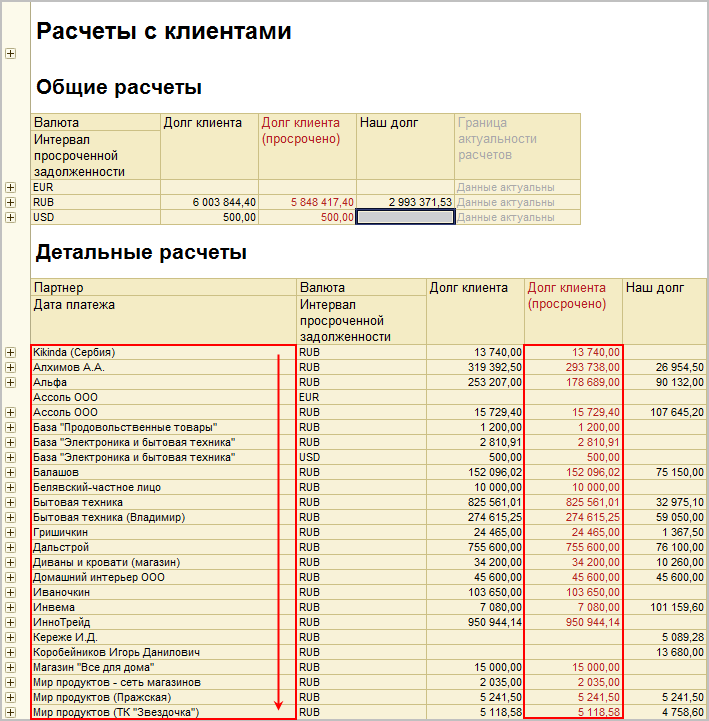 Расчеты с клиентами
Общие расчеты
Валюта Долг клиента Долг клиента Наш долг Граница
(просрочено) актуальности
Интервал расчетов
просроченной
задолженности
EUR Данные актуальны
RUB 6 003 844,40 5 848 417,40 2 993 371,53 Данные актуальны
USD 500,00 500,00 Данные актуальны
Детальные расчеты
Партнер Валюта Долг клиента Долг клиента Наш долг
(просрочено)
Дата платежа Интервал
просроченной
задолженности
Kikinda (Сербия) RUB 13 740,00 13 740,00
Алхимов А.А. RUB 319 392,50 293 738,00 26 954,50
Альфа RUB 253 207,00 178 689,00 90 132,00
Ассоль ООО EUR
Ассоль ООО RUB 15 729,40 15 729,40 107 645,20
База "Продовольственные товары" RUB 1 200,00 1 200,00
База "Электроника и бытовая техника" RUB 2 810,91 2 810,91
База "Электроника и бытовая техника" USD 500,00 500,00
Балашов RUB 152 096,02 152 096,02 75 150,00
Белявский-частное лицо RUB 10 000,00 10 000,00
Бытовая техника RUB 825 561,01 825 561,01 32 975,10
Бытовая техника (Владимир) RUB 274 615,25 274 615,25 59 050,00
Гришичкин RUB 24 465,00 24 465,00 1 367,50
Дальстрой RUB 755 600,00 755 600,00 76 100,00
Диваны и кровати (магазин) RUB 34 200,00 34 200,00 10 260,00
Домашний интерьер ООО RUB 45 600,00 45 600,00 45 600,00
Иваночкин RUB 103 650,00 103 650,00
Инвема RUB 7 080,00 7 080,00 101 159,60
ИнноТрейд RUB 950 944,14 950 944,14
Кереже И.Д. RUB 5 089,28
Коробейников Игорь Данилович RUB 13 680,00
Магазин "Все для дома" RUB 15 000,00 15 000,00
Мир продуктов - сеть магазинов RUB 2 035,00 2 035,00
Мир продуктов (Пражская) RUB 5 241,50 5 241,50 5 241,50
Мир продуктов (ТК "Звездочка") RUB 5 118,58 5 118,58 4 758,60